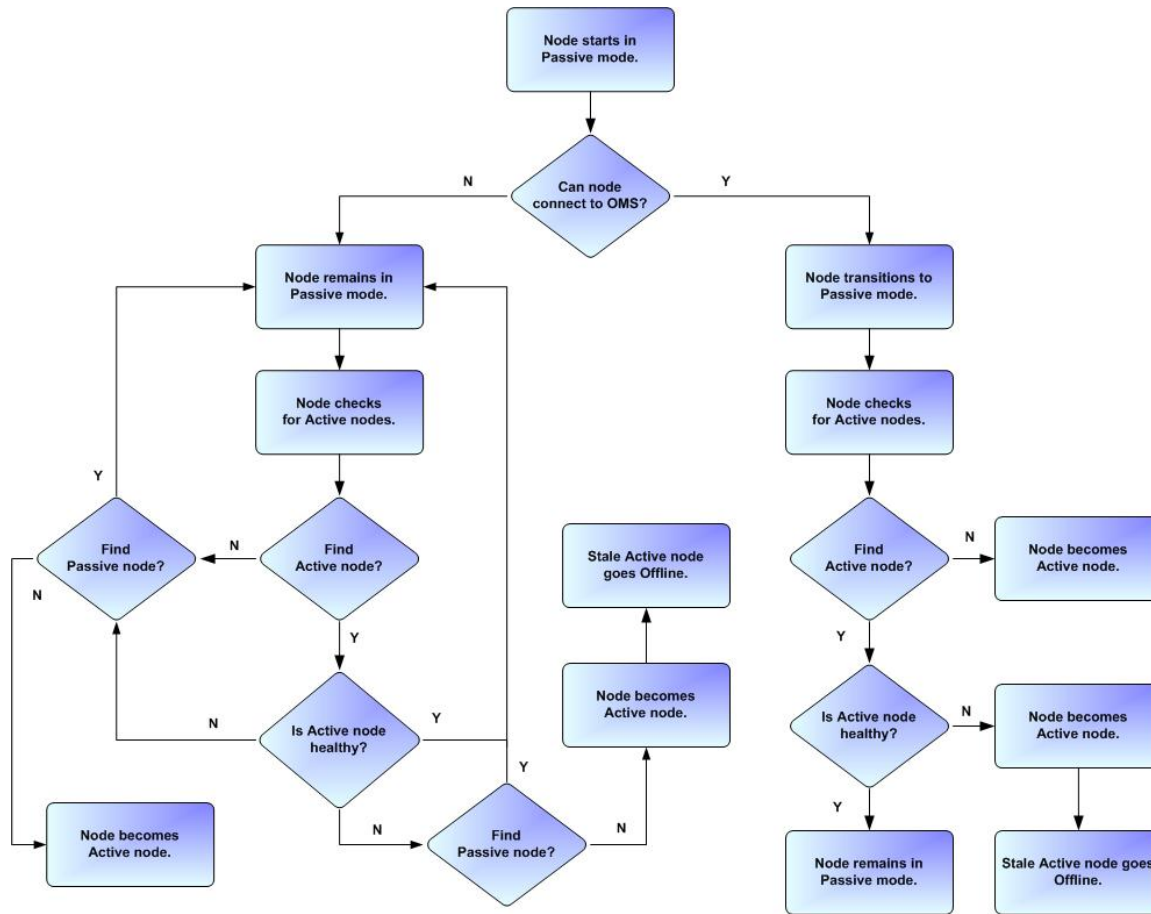 Node starts in
Passive mode.
Can node
connect to OMS?
N
Y
Node remains in
Passive mode.
Node transitions to
Passive mode.
Node checks
for Active nodes.
Node checks
for Active nodes.
Y
Find
Passive node?
N
Find
Active node?
Stale Active node
goes Offline.
Find
Active node?
N
Node becomes
Active node.
N
Y
Y
Is Active node
healthy?
N
Y
Node becomes
Active node.
Is Active node
healthy?
N
Node becomes
Active node.
Y
Y
Node becomes
Active node.
N
Find
Passive node?
N
Node remains in
Passive mode.
Stale Active node goes
Offline.